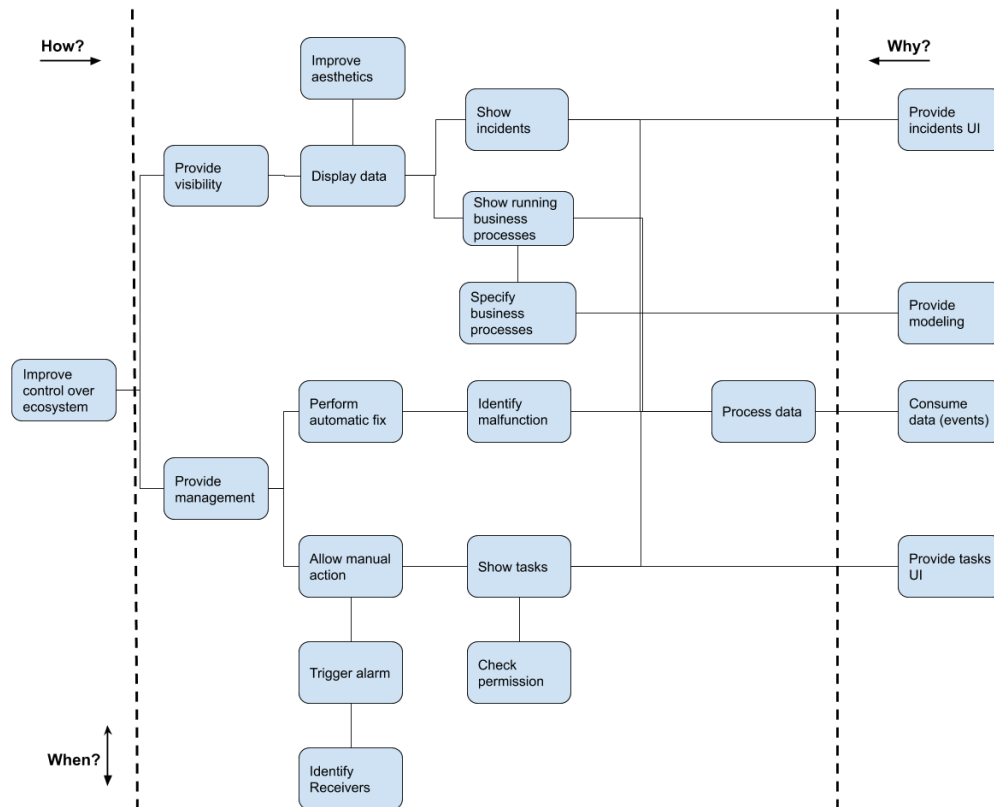 How?
Why?
Improve
aesthetics
Show
incidents
Provide
incidents UI
Provide
visibility
Display data
Show running
business
processes
Specify
business
processes
Provide
modeling
Improve
control over
ecosystem
Perform
automatic fix
Identify
malfunction
Process data
Consume
data (events)
Provide
management
Allow manual
action
Show tasks
Provide tasks
UI
Trigger alarm
Check
permission
When?
Identify
Receivers